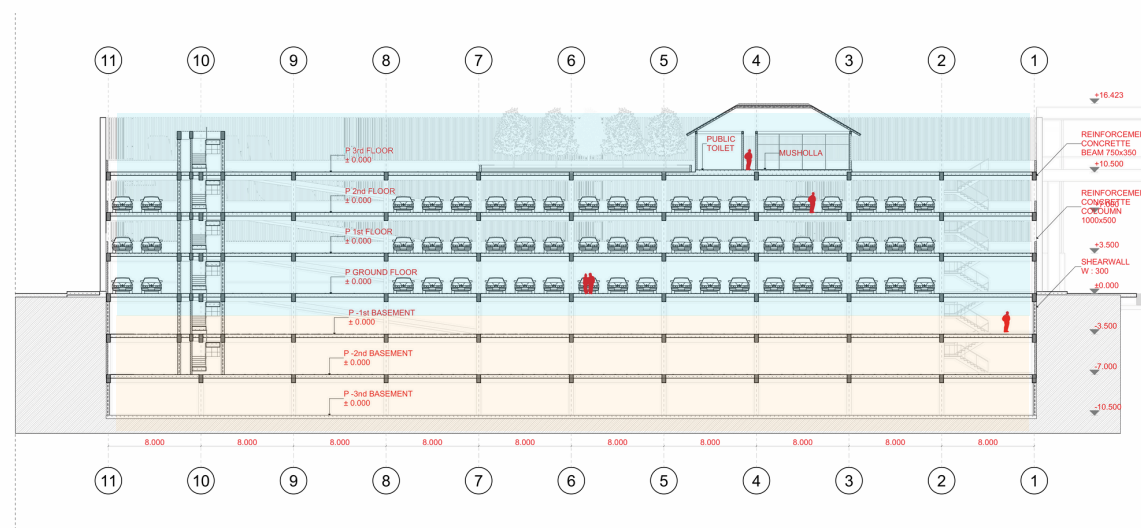 11 10 9 8 7 6 5 4 3 2 1
+16.423
PUBLIC
TOILET
MUSHOLLA
REINFORCEMEN
CONCRETTE
BEAM 750x350
+10.500
P 3rd FLOOR
± 0.000
P 2nd FLOOR
± 0.000
REINFORCEMEN
CONCRETTE
COLOUMN
1000x500
P 1st FLOOR
± 0.000
+3.500
SHEARWALL
W : 300
P GROUND FLOOR
± 0.000
±0.000
P -1st BASEMENT
± 0.000
-3.500
P -2nd BASEMENT
± 0.000
-7.000
P -3nd BASEMENT
± 0.000
-10.500
8.000 8.000 8.000 8.000 8.000 8.000 8.000 8.000 8.000 8.000
11 10 9 8 7 6 5 4 3 2 1